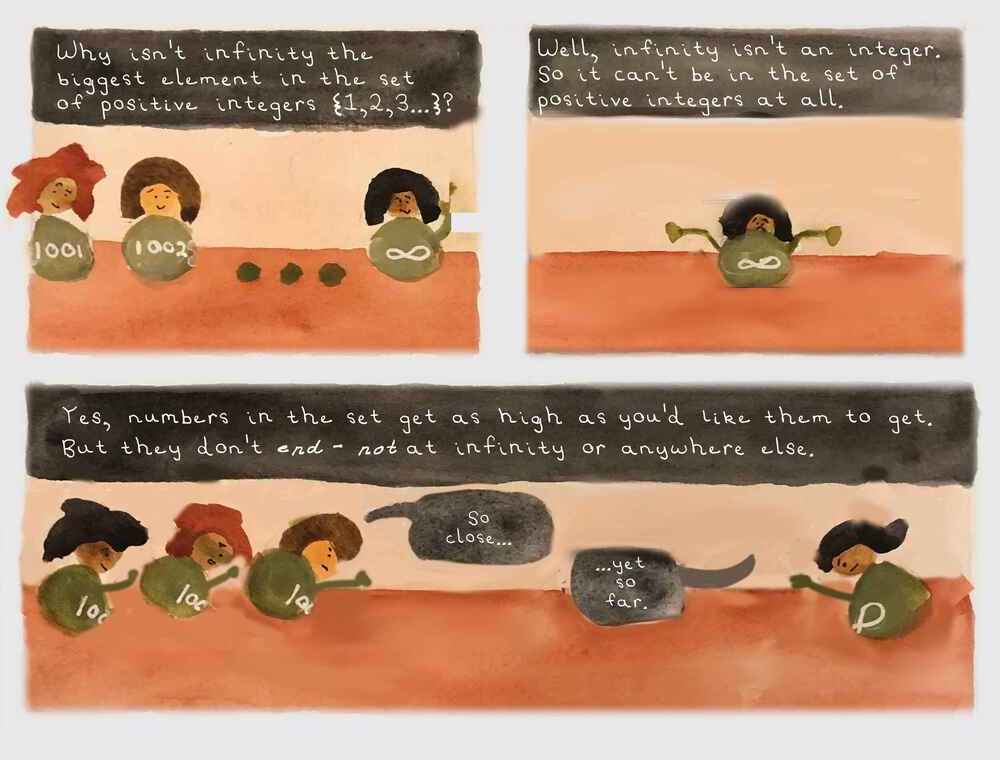 Why isn't infinity the
biggest element in the set
of positive integers {1,2,3...}?
1001
1002
∞
Well, infinity isn't an integer.
So it can't be in the set of
positive integers at all.
∞
Yes, numbers in the set get as high as you'd like them to get.
But they don't end - not at infinity or anywhere else.
So
close...
...yet
so
far.
∞